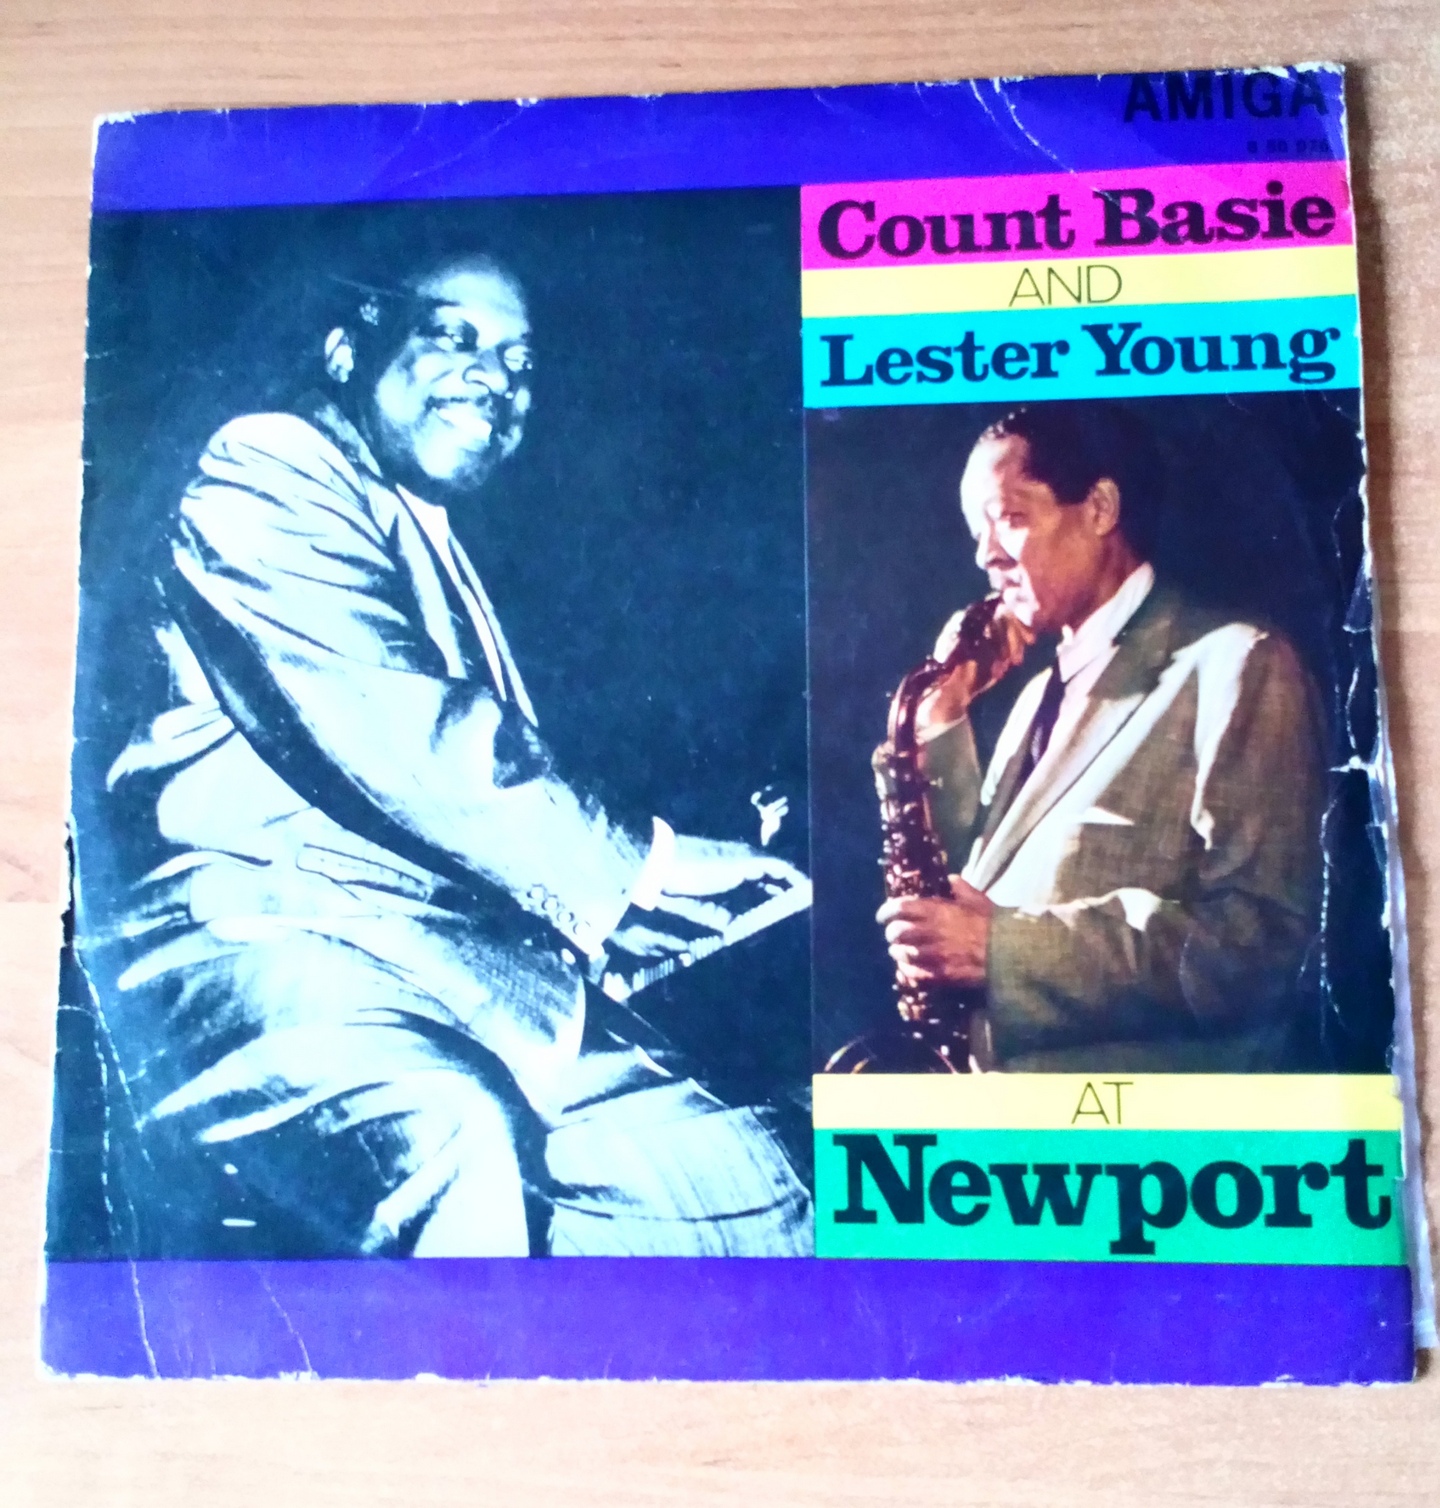 AMIGA
Count Basie
AND
Lester Young
AT
Newport